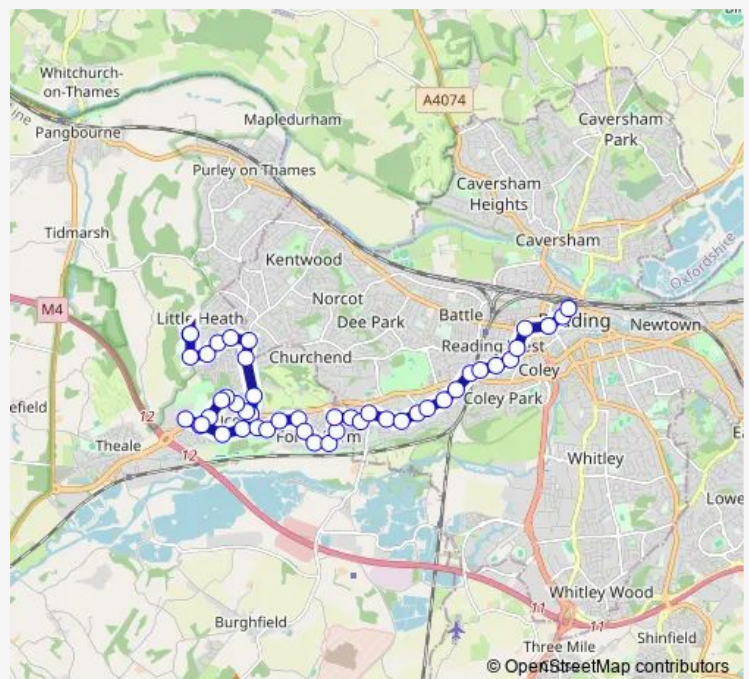 Whitchurch-
on-Thames
A4074
Caversham
Park
Pangbourne
Mapledurham
Purley on Thames
Caversham
Heights
Tidmarsh
Caversham
Kentwood
Oxfordshire
M4
Norcot
Little Heath
Dee Park
Battle
Reading
Newtown
Churchend
Reading West
Coley
Coley Park
12
Theale
12
Whitley
Whitley Wood
11
11
Burghfield
Shinfield
Three Mile
© OpenStreetMap contributors